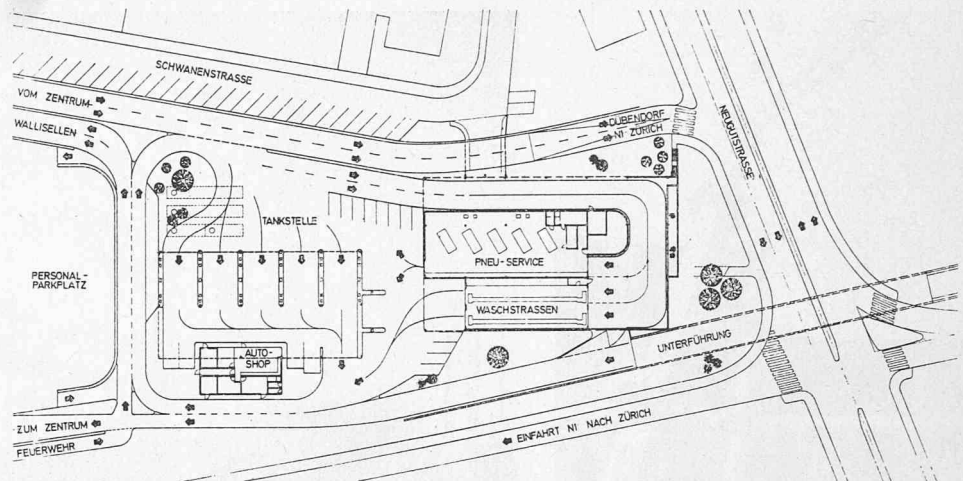 SCHWANENSTRASSE
VOM ZENTRUM
WALLISELLEN
DÜBENDORF
N1 ZÜRICH
NEUGUTSTRASSE
TANKSTELLE
PERSONAL-
PARKPLATZ
PNEU-SERVICE
WASCHSTRASSEN
AUTO-
SHOP
UNTERFÜHRUNG
ZUM ZENTRUM
FEUERWEHR
EINFAHRT N1 NACH ZÜRICH